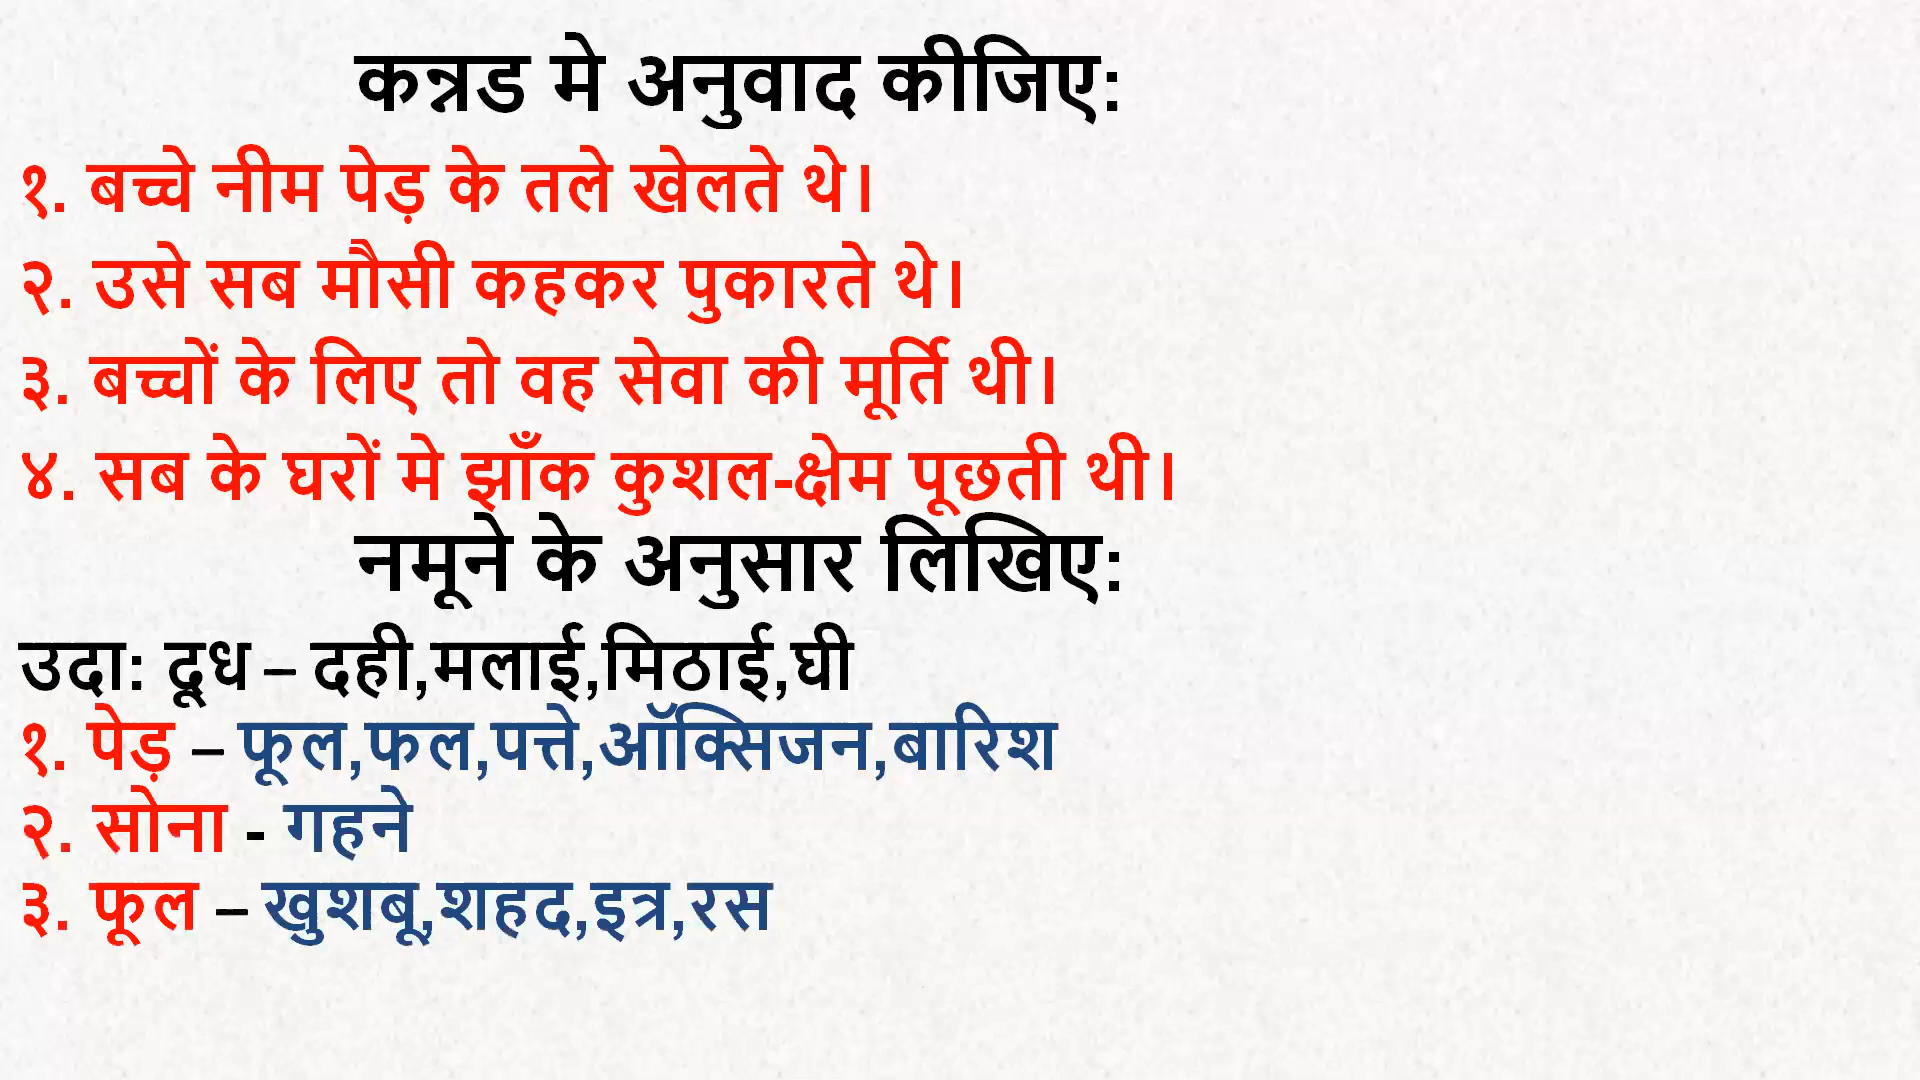 कन्नड मे अनुवाद कीजिए:
१. बच्चे नीम पेड़ के तले खेलते थे।
२. उसे सब मौसी कहकर पुकारते थे।
३. बच्चों के लिए तो वह सेवा की मूर्ति थी।
४. सब के घरों मे झाँक कुशल-क्षेम पूछती थी।
नमूने के अनुसार लिखिए:
उदा: दूध – दही,मलाई,मिठाई,घी
१. पेड़ – फूल,फल,पत्ते,ऑक्सिजन,बारिश
२. सोना - गहने
३. फूल – खुशबू,शहद,इत्र,रस